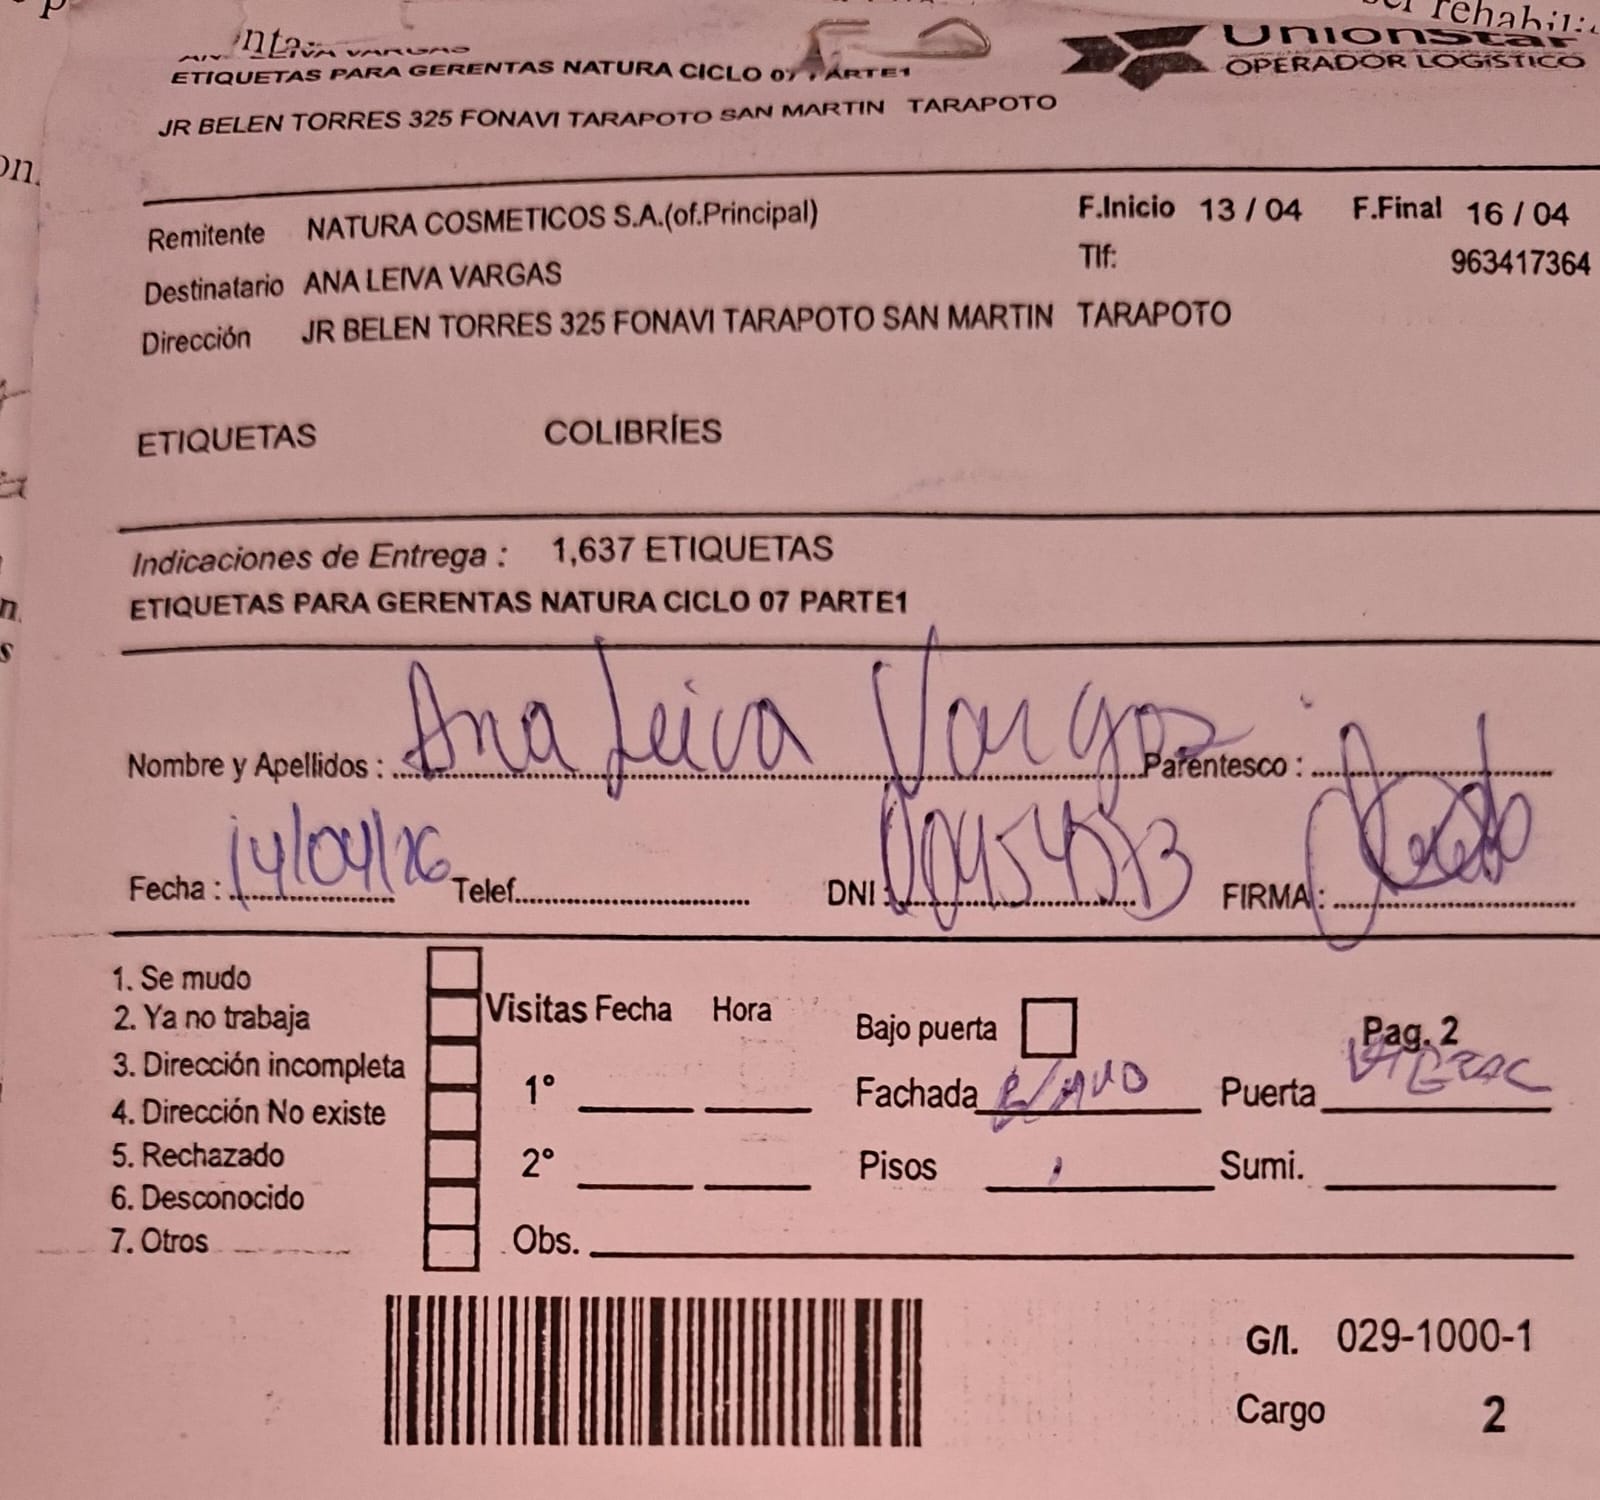 ANA LEIVA VARGAS
ETIQUETAS PARA GERENTAS NATURA CICLO 07 PARTE1
JR BELEN TORRES 325 FONAVI TARAPOTO SAN MARTIN TARAPOTO
UnionStar
OPERADOR LOGíSTICO
Remitente NATURA COSMETICOS S.A.(of.Principal) F.Inicio 13 / 04 F.Final 16 / 04
Destinatario ANA LEIVA VARGAS Tlf: 963417364
Dirección JR BELEN TORRES 325 FONAVI TARAPOTO SAN MARTIN TARAPOTO
ETIQUETAS COLIBRÍES
Indicaciones de Entrega : 1,637 ETIQUETAS
ETIQUETAS PARA GERENTAS NATURA CICLO 07 PARTE1
Nombre y Apellidos : Ana Leiva Vargas Parentesco :
Fecha : 14/04/26 Telef. DNI : FIRMA :
1. Se mudo
2. Ya no trabaja
3. Dirección incompleta
4. Dirección No existe
5. Rechazado
6. Desconocido
7. Otros
Visitas Fecha Hora
1°
2°
Obs.
Bajo puerta Pag. 2
Fachada Puerta
Pisos Sumi.
G/I. 029-1000-1
Cargo 2